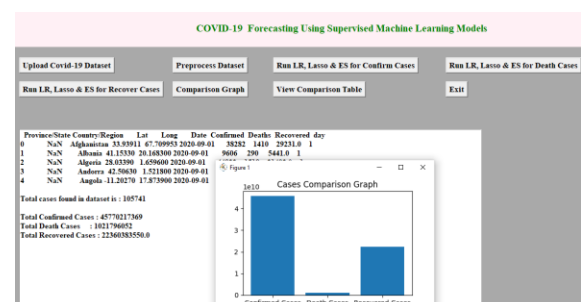 COVID-19 Forecasting Using Supervised Machine Learning Models
Upload Covid-19 Dataset
Preprocess Dataset
Run LR, Lasso & ES for Confirm Cases
Run LR, Lasso & ES for Death Cases
Run LR, Lasso & ES for Recover Cases
Comparison Graph
View Comparison Table
Exit
Province/State Country/Region Lat Long Date Confirmed Deaths Recovered day
0 NaN Afghanistan 33.93911 67.709953 2020-09-01 38282 1410 29231.0 1
1 NaN Albania 41.15330 20.168300 2020-09-01 9606 290 5441.0 1
2 NaN Algeria 28.03390 1.659600 2020-09-01
3 NaN Andorra 42.50630 1.521800 2020-09-01
4 NaN Angola -11.20270 17.873900 2020-09-01
Total cases found in dataset is : 105741
Total Confirmed Cases : 45770217369
Total Death Cases : 1021796052
Total Recovered Cases : 22360383550.0
Figure 1
Cases Comparison Graph
1e10
4
3
2
1
0
Confirmed Cases Death Cases Recovered Cases